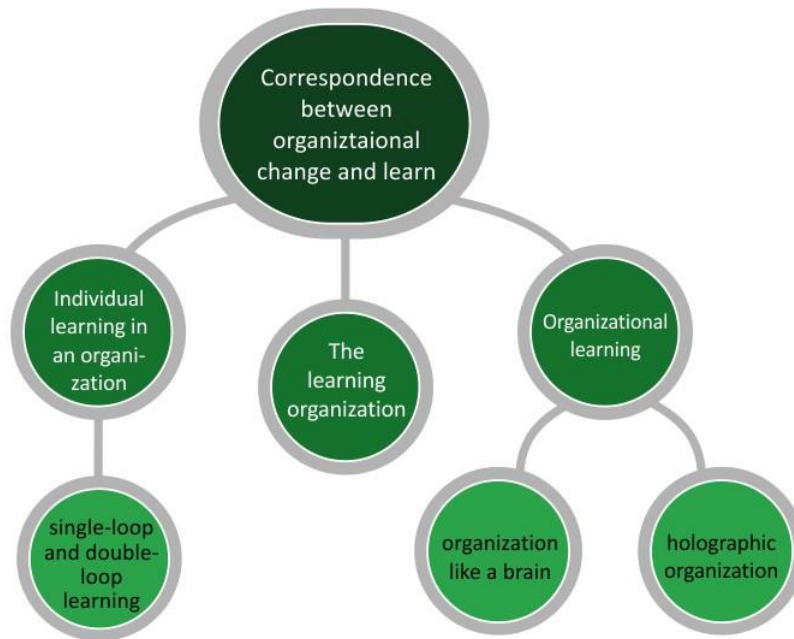 Correspondence
between
organiztaional
change and learn
Individual
learning in
an organi-
zation
The
learning
organization
Organizational
learning
single-loop
and double-
loop
learning
organization
like a brain
holographic
organization